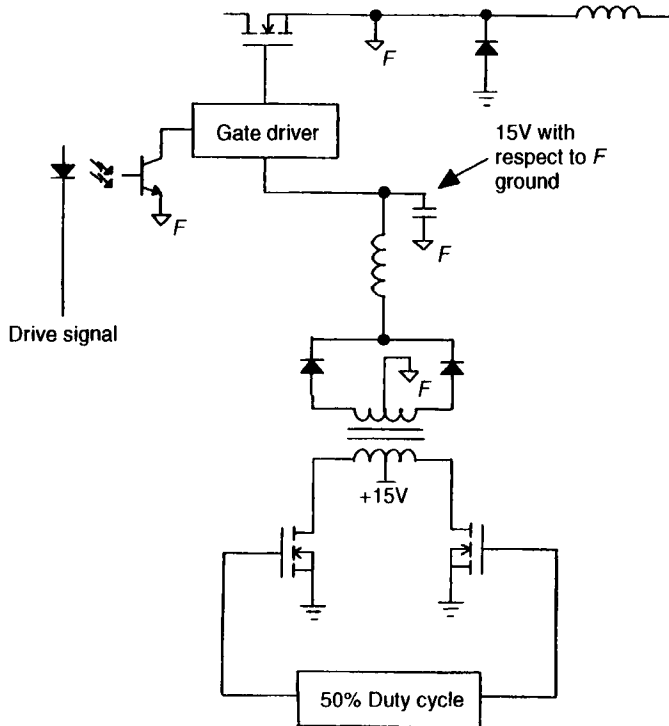 F
Gate driver
15V with
respect to F
ground
F
F
Drive signal
F
+15V
50% Duty cycle